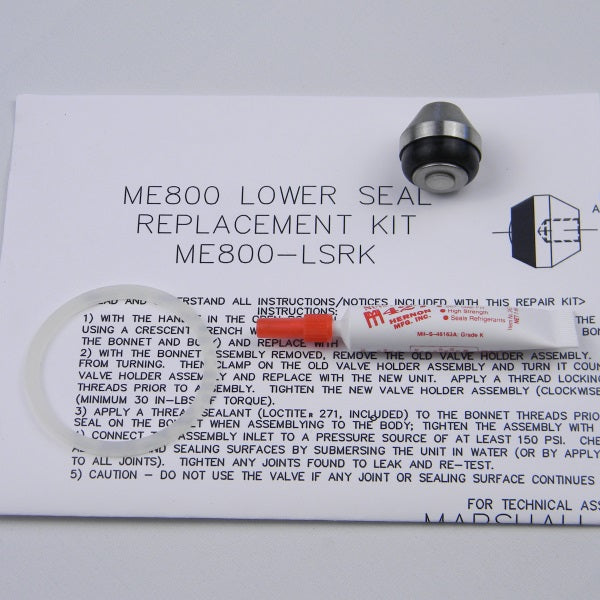 ME800 LOWER SEAL
REPLACEMENT KIT
ME800-LSRK
A
AND UNDERSTAND ALL INSTRUCTIONS/NOTICES INCLUDED WITH THIS REPAIR KIT>
INSTRUCTIONS:
1) WITH THE HANDLE IN THE OPEN
USING A CRESCENT WRENCH
THE BONNET AND BODY) AND REPLACE WITH
2) WITH THE BONNET ASSEMBLY REMOVED, REMOVE THE OLD VALVE HOLDER ASSEMBLY.
FROM TURNING. THEN CLAMP ON THE OLD VALVE HOLDER ASSEMBLY AND TURN IT COUN
VALVE HOLDER ASSEMBLY AND REPLACE WITH THE NEW UNIT. APPLY A THREAD LOCKING
THREADS PRIOR TO ASSEMBLY. TIGHTEN THE NEW VALVE HOLDER ASSEMBLY (CLOCKWISE
(MINIMUM 30 IN-LBS OF TORQUE).
3) APPLY A THREAD SEALANT (LOCTITE® 271, INCLUDED) TO THE BONNET THREADS PRIO
SEAL ON THE BONNET WHEN ASSEMBLING TO THE BODY; TIGHTEN THE ASSEMBLY WITH
4) CONNECT THE ASSEMBLY INLET TO A PRESSURE SOURCE OF AT LEAST 150 PSI. CHE
AND SEALING SURFACES BY SUBMERSING THE UNIT IN WATER (OR BY APPLY
TO ALL JOINTS). TIGHTEN ANY JOINTS FOUND TO LEAK AND RE-TEST.
5) CAUTION - DO NOT USE THE VALVE IF ANY JOINT OR SEALING SURFACE CONTINUES
FOR TECHNICAL ASS
MARSHALL
HERNON
MFG. INC.
High Strength
Seals Refrigerants
Mil-S-46163A: Grade K